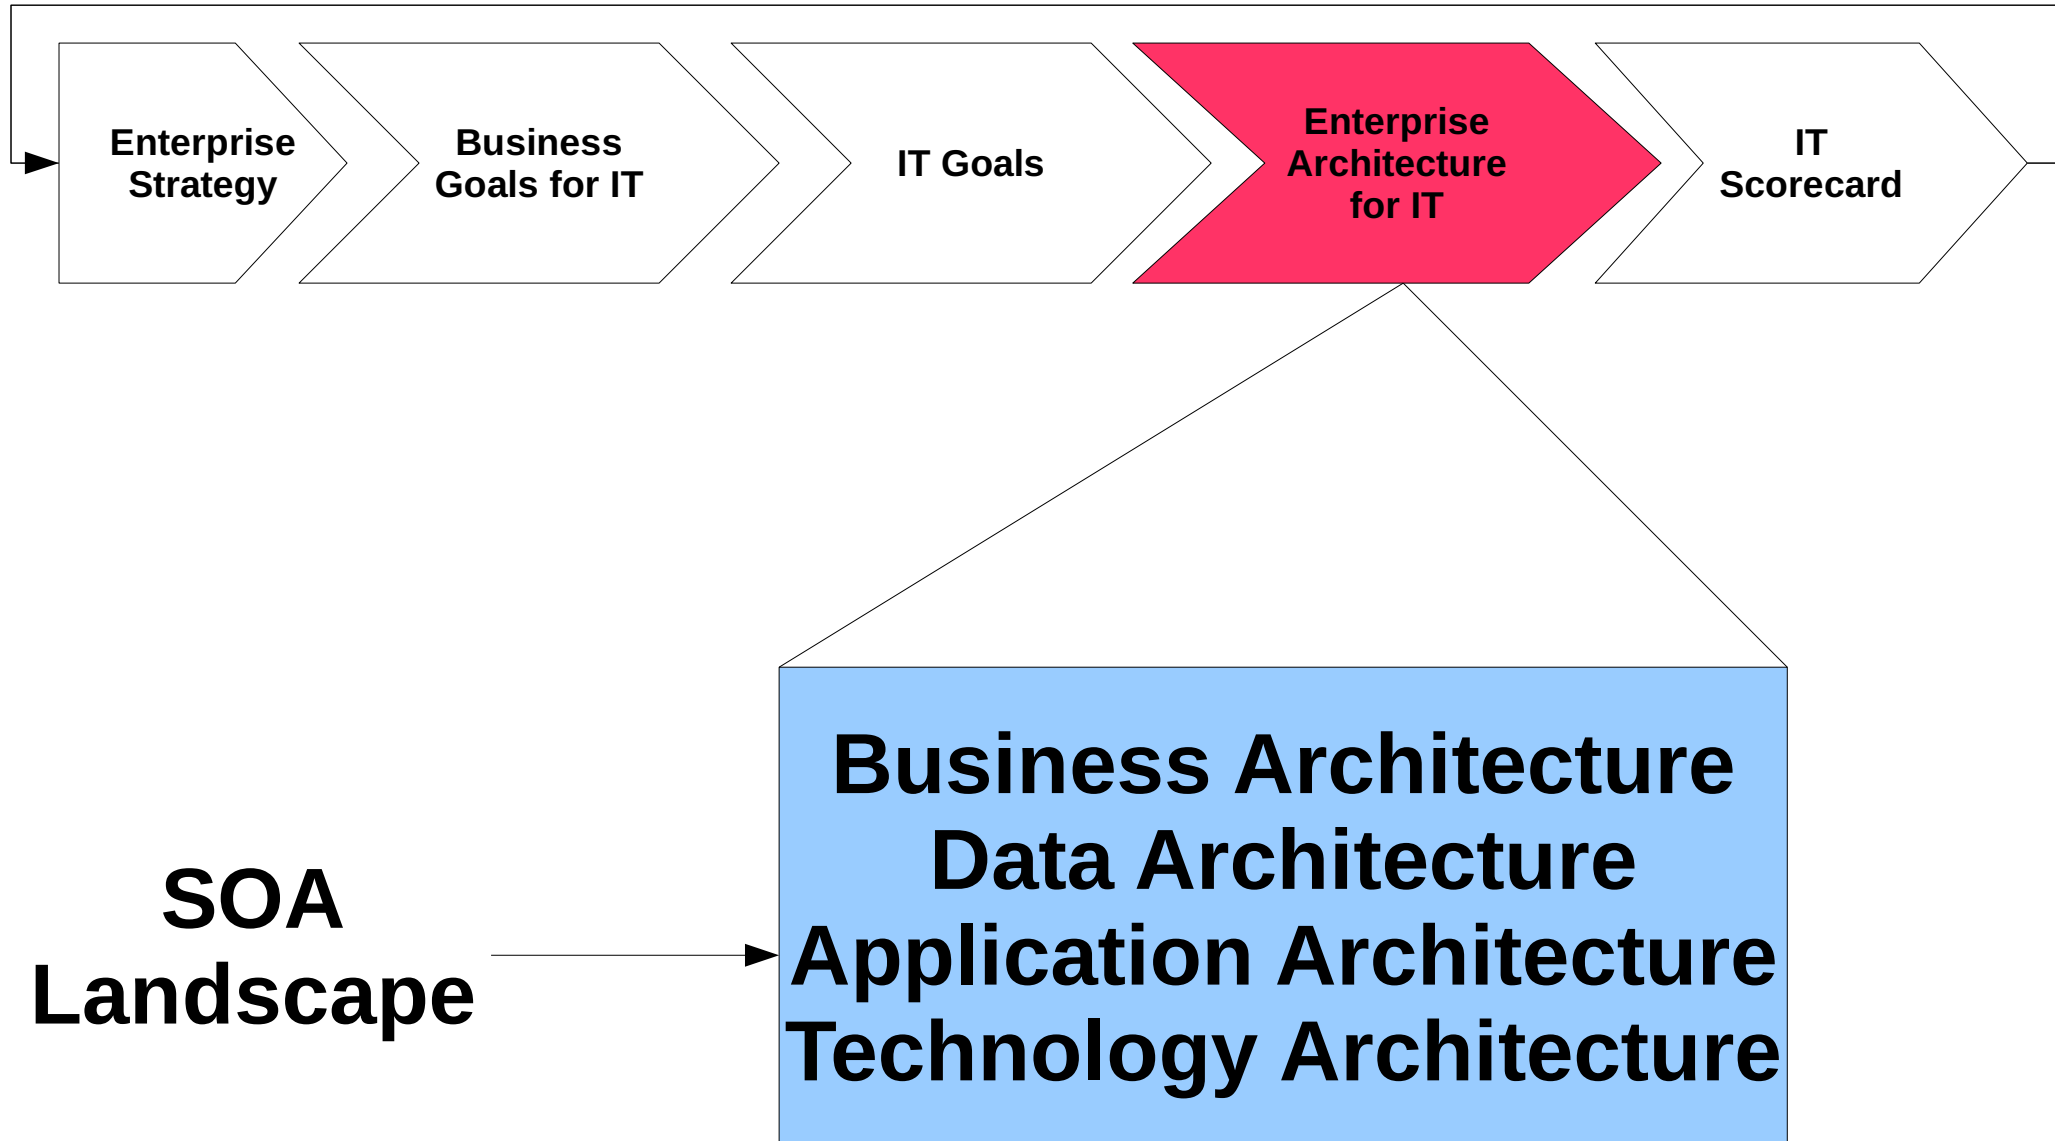 Enterprise
Strategy
Business
Goals for IT
IT Goals
Enterprise
Architecture
for IT
IT
Scorecard
SOA
Landscape
Business Architecture
Data Architecture
Application Architecture
Technology Architecture